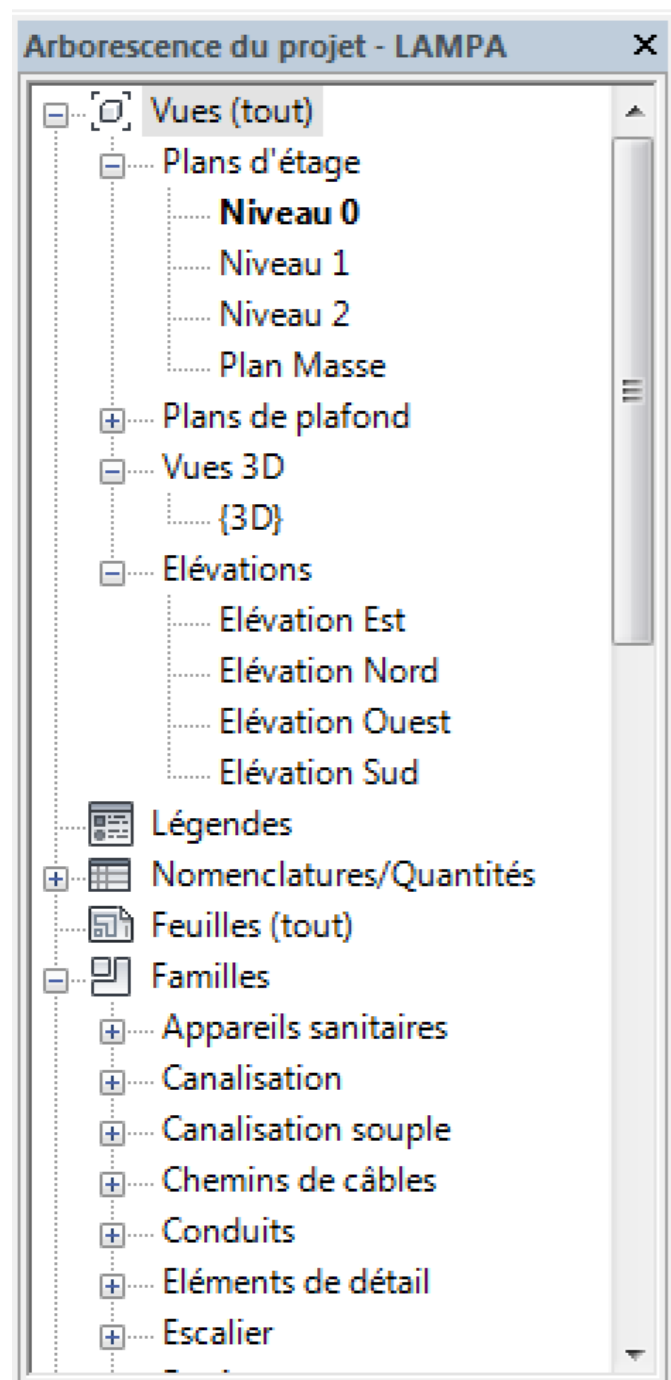 Arborescence du projet - LAMPA
Vues (tout)
Plans d'étage
Niveau 0
Niveau 1
Niveau 2
Plan Masse
Plans de plafond
Vues 3D
{3D}
Elévations
Elévation Est
Elévation Nord
Elévation Ouest
Elévation Sud
Légendes
Nomenclatures/Quantités
Feuilles (tout)
Familles
Appareils sanitaires
Canalisation
Canalisation souple
Chemins de câbles
Conduits
Eléments de détail
Escalier